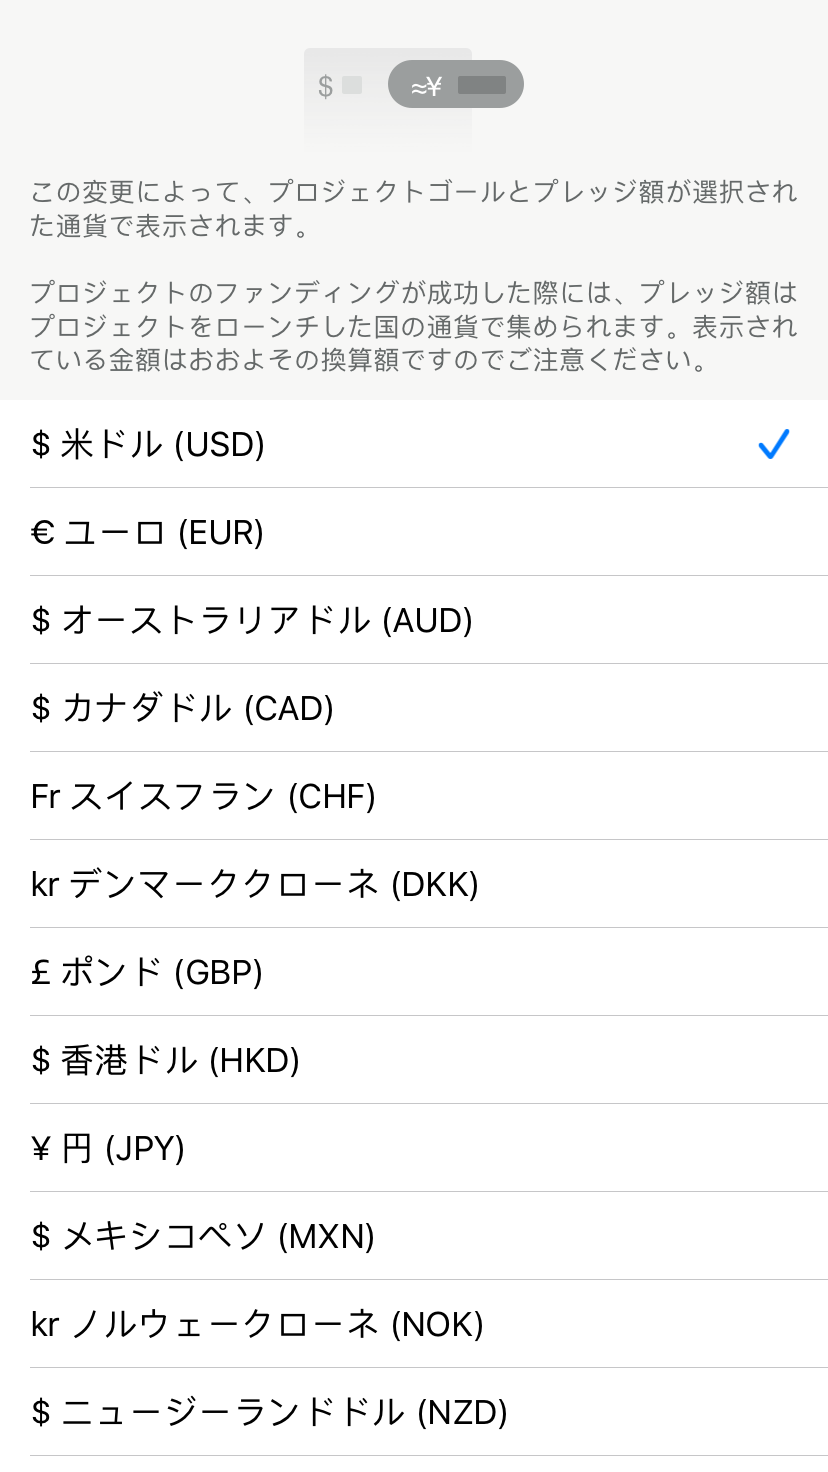 $ ≈¥
この変更によって、プロジェクトゴールとプレッジ額が選択され
た通貨で表示されます。
プロジェクトのファンディングが成功した際には、プレッジ額は
プロジェクトをローンチした国の通貨で集められます。表示され
ている金額はおおよその換算額ですのでご注意ください。
$ 米ドル (USD)
€ ユーロ (EUR)
$ オーストラリアドル (AUD)
$ カナダドル (CAD)
Fr スイスフラン (CHF)
kr デンマーククローネ (DKK)
£ ポンド (GBP)
$ 香港ドル (HKD)
¥ 円 (JPY)
$ メキシコペソ (MXN)
kr ノルウェークローネ (NOK)
$ ニュージーランドドル (NZD)